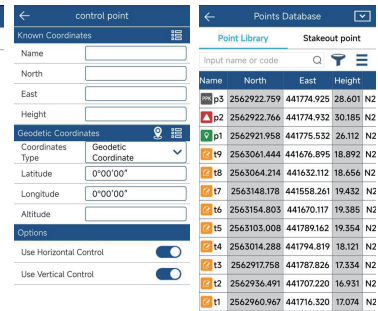 control point
Known Coordinates
Name
North
East
Height
Geodetic Coordinates
Coordinates Type Geodetic Coordinate
Latitude 0°00'00"
Longitude 0°00'00"
Altitude
Options
Use Horizontal Control
Use Vertical Control
Points Database
Point Library Stakeout point
Input name or code
Name North East Height
PPK p3 2562922.759 441774.925 28.601 N2
p2 2562922.766 441774.932 30.185 N2
p1 2562921.958 441775.532 26.112 N2
t9 2563061.444 441676.895 18.892 N2
t8 2563064.214 441632.112 18.656 N2
t7 2563148.178 441558.261 19.432 N2
t6 2563154.803 441670.117 19.385 N2
t5 2563103.008 441789.162 19.354 N2
t4 2563014.288 441794.819 18.121 N2
t3 2562917.758 441787.826 17.334 N2
t2 2562936.491 441707.220 16.931 N2
t1 2562960.967 441716.320 17.074 N2